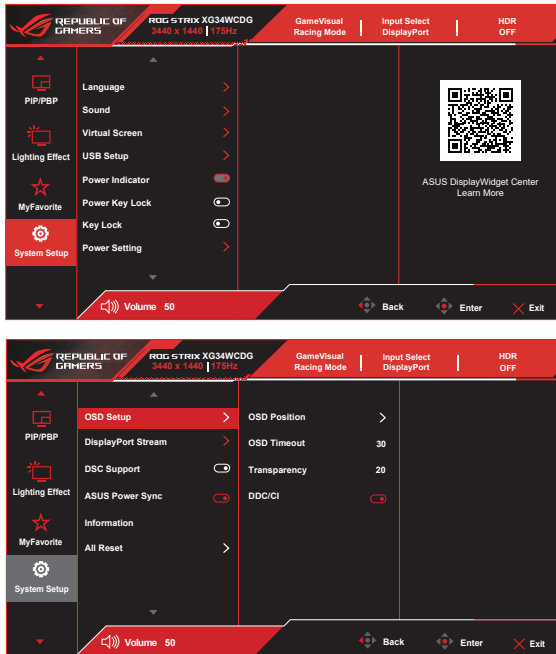 REPUBLIC OF
GAMERS
ROG STRIX XG34WCDG
3440 x 1440 175Hz
GameVisual
Racing Mode
Input Select
DisplayPort
HDR
OFF
PIP/PBP
Lighting Effect
MyFavorite
System Setup
Language
Sound
Virtual Screen
USB Setup
Power Indicator
Power Key Lock
Key Lock
Power Setting
ASUS DisplayWidget Center
Learn More
Volume 50
Back
Enter
Exit
REPUBLIC OF
GAMERS
ROG STRIX XG34WCDG
3440 x 1440 175Hz
GameVisual
Racing Mode
Input Select
DisplayPort
HDR
OFF
PIP/PBP
Lighting Effect
MyFavorite
System Setup
OSD Setup
DisplayPort Stream
DSC Support
ASUS Power Sync
Information
All Reset
OSD Position
OSD Timeout 30
Transparency 20
DDC/CI
Volume 50
Back
Enter
Exit